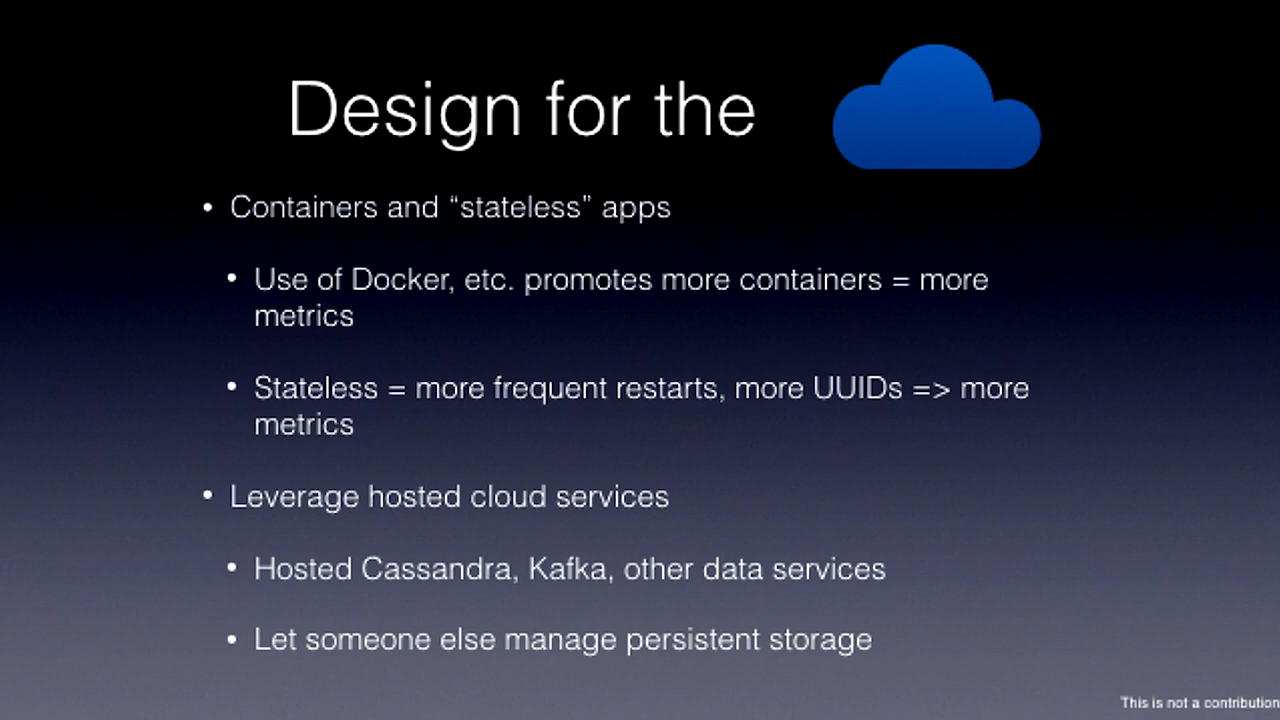 Design for the
• Containers and “stateless” apps
• Use of Docker, etc. promotes more containers = more
metrics
• Stateless = more frequent restarts, more UUIDs => more
metrics
• Leverage hosted cloud services
• Hosted Cassandra, Kafka, other data services
• Let someone else manage persistent storage
This is not a contribution